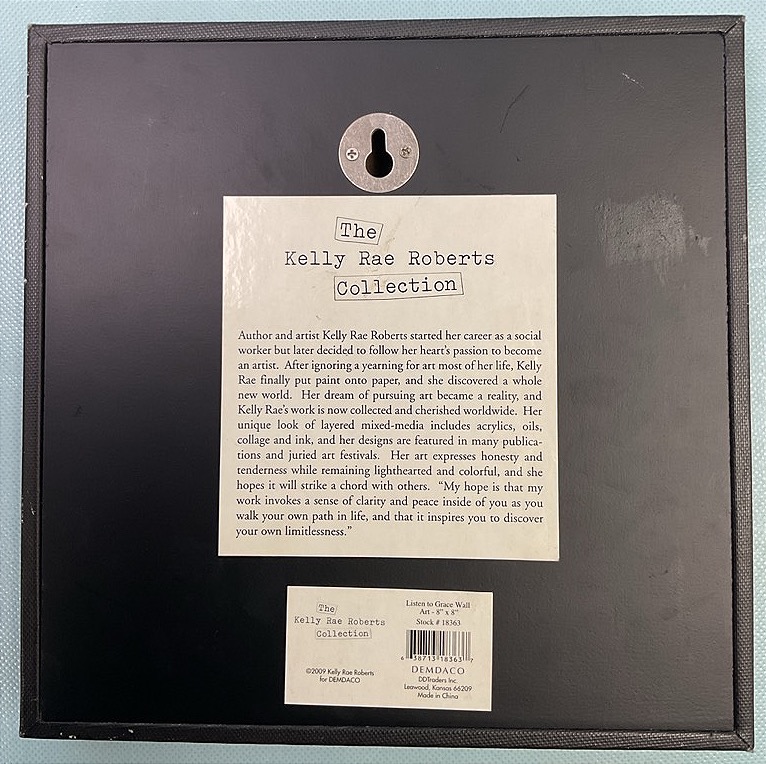 The
Kelly Rae Roberts
Collection
Author and artist Kelly Rae Roberts started her career as a social
worker but later decided to follow her heart's passion to become
an artist. After ignoring a yearning for art most of her life, Kelly
Rae finally put paint onto paper, and she discovered a whole
new world. Her dream of pursuing art became a reality, and
Kelly Rae's work is now collected and cherished worldwide. Her
unique look of layered mixed-media includes acrylics, oils,
collage and ink, and her designs are featured in many publica-
tions and juried art festivals. Her art expresses honesty and
tenderness while remaining lighthearted and colorful, and she
hopes it will strike a chord with others. "My hope is that my
work invokes a sense of clarity and peace inside of you as you
walk your own path in life, and that it inspires you to discover
your own limitlessness."
The
Kelly Rae Roberts
Collection
©2009 Kelly Rae Roberts
for DEMDACO
Listen to Grace Wall
Art - 8" x 8"
Stock # 18363
6 38713 18363 7
DEMDACO
DDTraders Inc.
Leawood, Kansas 66209
Made in China